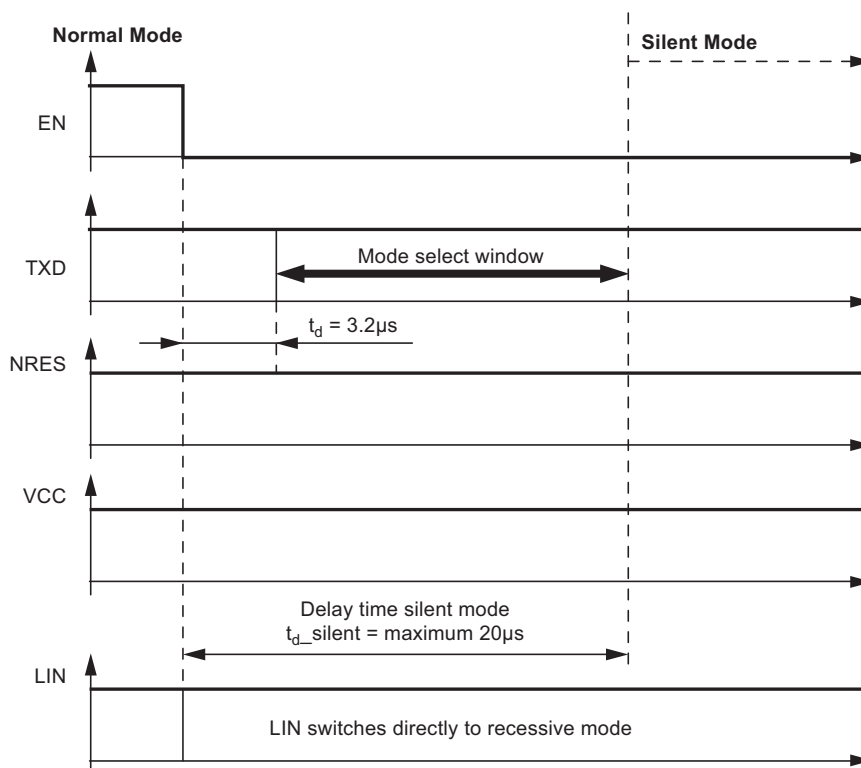 Normal Mode
Silent Mode
EN
TXD
Mode select window
t_d = 3.2µs
NRES
VCC
Delay time silent mode
t_d_silent = maximum 20µs
LIN
LIN switches directly to recessive mode